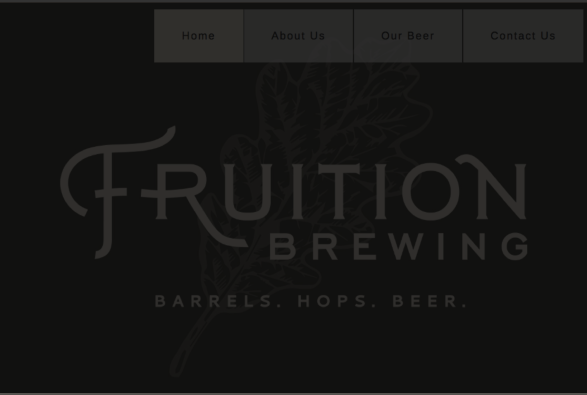 Home About Us Our Beer Contact Us
FRUITION
BREWING
BARRELS. HOPS. BEER.